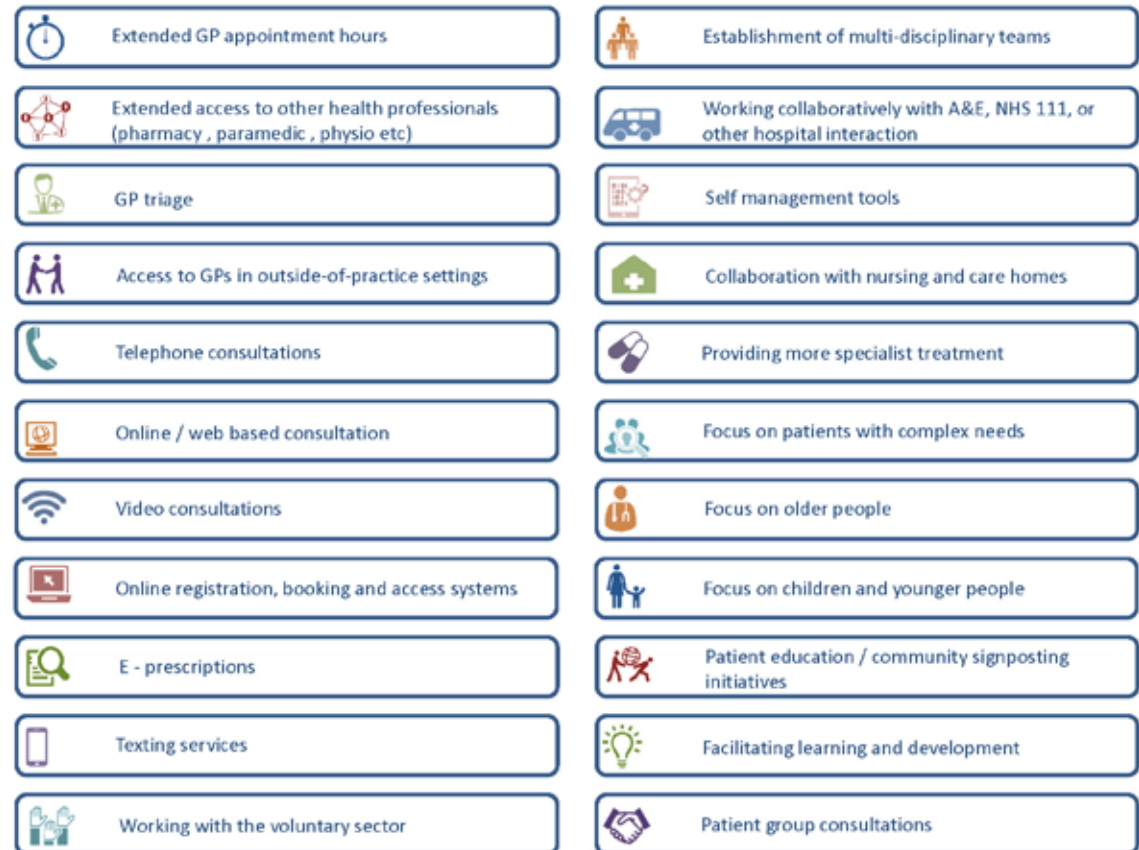 Extended GP appointment hours
Extended access to other health professionals
(pharmacy , paramedic , physio etc)
GP triage
Access to GPs in outside-of-practice settings
Telephone consultations
Online / web based consultation
Video consultations
Online registration, booking and access systems
E - prescriptions
Texting services
Working with the voluntary sector
Establishment of multi-disciplinary teams
Working collaboratively with A&E, NHS 111, or
other hospital interaction
Self management tools
Collaboration with nursing and care homes
Providing more specialist treatment
Focus on patients with complex needs
Focus on older people
Focus on children and younger people
Patient education / community signposting
initiatives
Facilitating learning and development
Patient group consultations